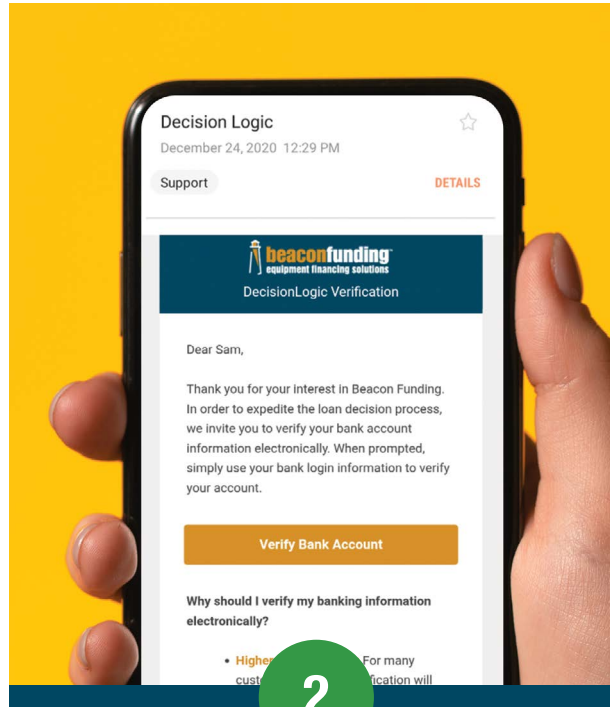 Decision Logic
December 24, 2020 12:29 PM
Support
DETAILS
beaconfunding
equipment financing solutions
DecisionLogic Verification
Dear Sam,
Thank you for your interest in Beacon Funding.
In order to expedite the loan decision process,
we invite you to verify your bank account
information electronically. When prompted,
simply use your bank login information to verify
your account.
Verify Bank Account
Why should I verify my banking information
electronically?
• Higher For many
will
2